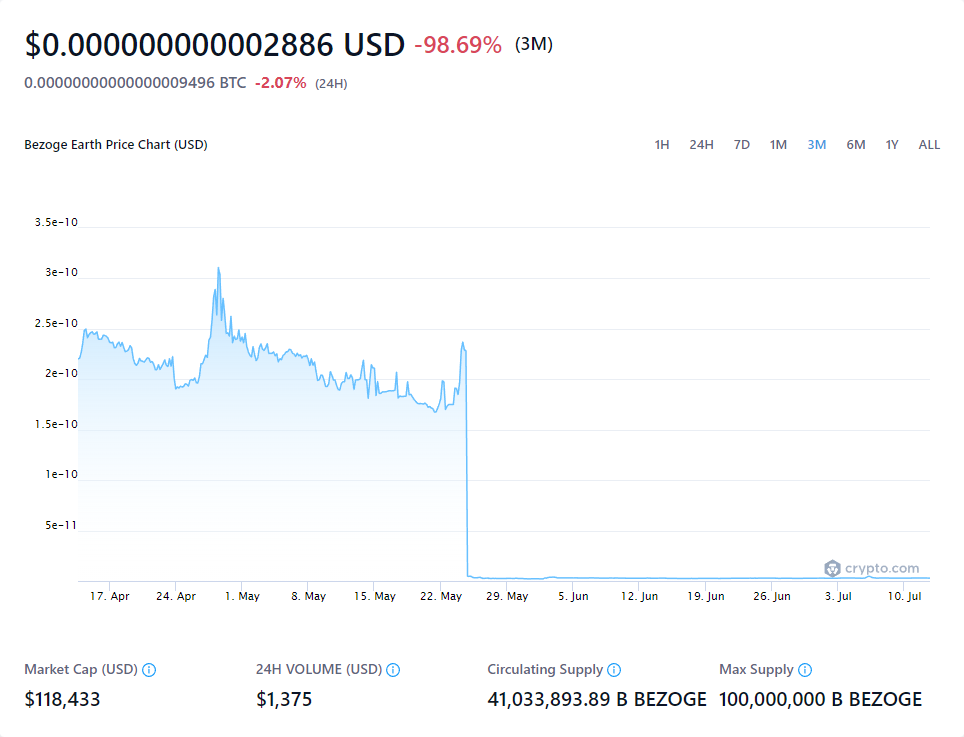 $0.000000000002886 USD -98.69% (3M)
0.00000000000000009496 BTC -2.07% (24H)
Bezoge Earth Price Chart (USD)
1H 24H 7D 1M 3M 6M 1Y ALL
3.5e-10
3e-10
2.5e-10
2e-10
1.5e-10
1e-10
5e-11
crypto.com
17. Apr 24. Apr 1. May 8. May 15. May 22. May 29. May 5. Jun 12. Jun 19. Jun 26. Jun 3. Jul 10. Jul
Market Cap (USD) 24H VOLUME (USD) Circulating Supply Max Supply
$118,433 $1,375 41,033,893.89 B BEZOGE 100,000,000 B BEZOGE